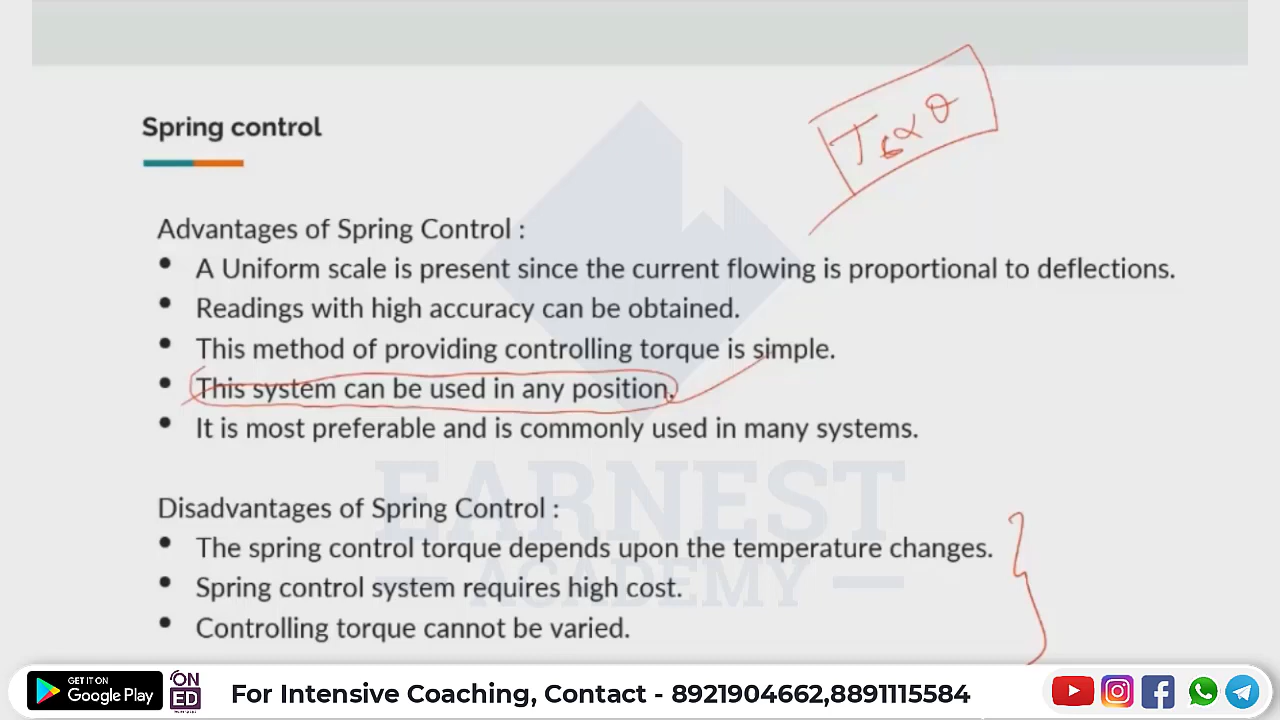 Spring control
T₆ ∝ θ
Advantages of Spring Control :
• A Uniform scale is present since the current flowing is proportional to deflections.
• Readings with high accuracy can be obtained.
• This method of providing controlling torque is simple.
• This system can be used in any position.
• It is most preferable and is commonly used in many systems.
EARNEST
ACADEMY
Disadvantages of Spring Control :
• The spring control torque depends upon the temperature changes.
• Spring control system requires high cost.
• Controlling torque cannot be varied.
GET IT ON
Google Play
ON
ED
For Intensive Coaching, Contact - 8921904662,8891115584